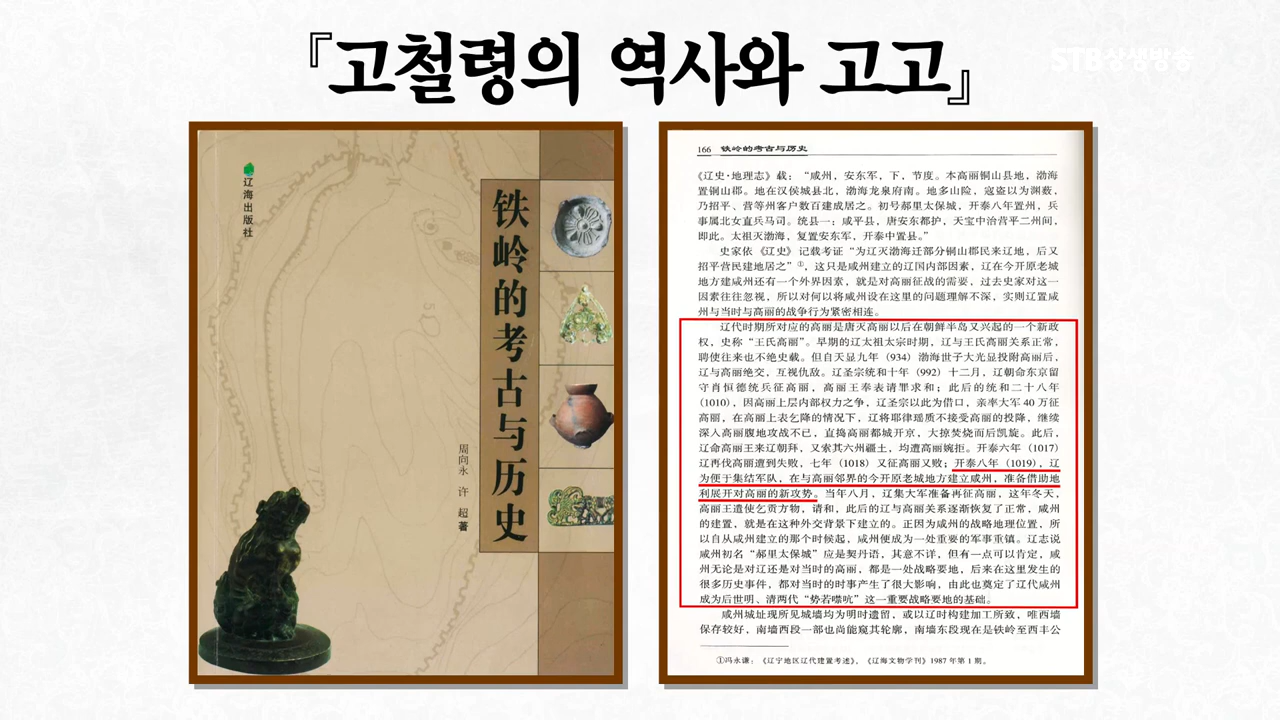 『고철령의 역사와 고고』
STB상생방송
辽海出版社
铁岭的考古与历史
周向永 许 超 著
166 铁岭的考古与历史
《辽史·地理志》载：“咸州，安东军，下，节度。本高丽铜山县地，渤海
置铜山郡。地在汉侯城县北，渤海龙泉府南。地多山险，寇盗以为渊数，
乃招平、营等州客户数百建成居之。初号郝里太保城，开泰八年置州，兵
事属北女直兵马司。统县一：咸平县，唐安东都护，天宝中治营平二州间，
即此。太祖灭渤海，复置安东军，开泰中置县。”
史家依《辽史》记载考证“为辽灭渤海迁部分铜山郡民来辽地，后又
招平营民建地居之”①，这只是咸州建立的辽国内部因素，辽在今开原老城
地方建咸州还有一个外界因素，就是对高丽征战的需要，过去史家对这一
因素往往忽视，所以对何以将咸州设在这里的问题理解不深，实则辽置咸
州与当时与高丽的战争行为紧密相连。
辽代时期所对应的高丽是唐灭高丽以后在朝鲜半岛又兴起的一个新政
权，史称“王氏高丽”。早期的辽太祖太宗时期，辽与王氏高丽关系正常，
聘使往来也不绝史载。但自天显九年（934）渤海世子大光显投附高丽后，
辽与高丽绝交，互视仇敌。辽圣宗统和十年（992）十二月，辽朝命东京留
守肖恒德统兵征高丽，高丽王奉表请罪求和；此后的统和二十八年
（1010），因高丽上层内部权力之争，辽圣宗以此为借口，亲率大军 40 万征
高丽，在高丽上表乞降的情况下，辽将耶律瑶质不接受高丽的投降，继续
深入高丽腹地攻战不已，直捣高丽都城开京，大掠焚烧而后凯旋。此后，
辽命高丽王来辽朝拜，又索其六州疆土，均遭高丽婉拒。开泰六年（1017）
辽再伐高丽遭到失败，七年（1018）又征高丽又败；开泰八年（1019），辽
为便于集结军队，在与高丽邻界的今开原老城地方建立咸州，准备借助地
利展开对高丽的新攻势。当年八月，辽集大军准备再征高丽，这年冬天，
高丽王遣使乞贡方物，请和，此后的辽与高丽关系逐渐恢复了正常，咸州
的建置，就是在这种外交背景下建立的。正因为咸州的战略地理位置，所
以自从咸州建立的那个时候起，咸州便成为一处重要的军事重镇。辽志说
咸州初名“郝里太保城”应是契丹语，其意不详，但有一点可以肯定，咸
州无论是对辽还是对当时的高丽，都是一处战略要地，后来在这里发生的
很多历史事件，都对当时的时事产生了很大影响，由此也奠定了辽代咸州
成为后世明、清两代“势若噤吭”这一重要战略要地的基础。
咸州城址现所见城墙均为明时遗留，或以辽时构建加工所致，唯西墙
保存较好，南墙西段一部也尚能窥其轮廓，南墙东段现在是铁岭至西丰公
①冯永谦：《辽宁地区辽代建置考述》，《辽海文物学刊》1987 年第 1 期。